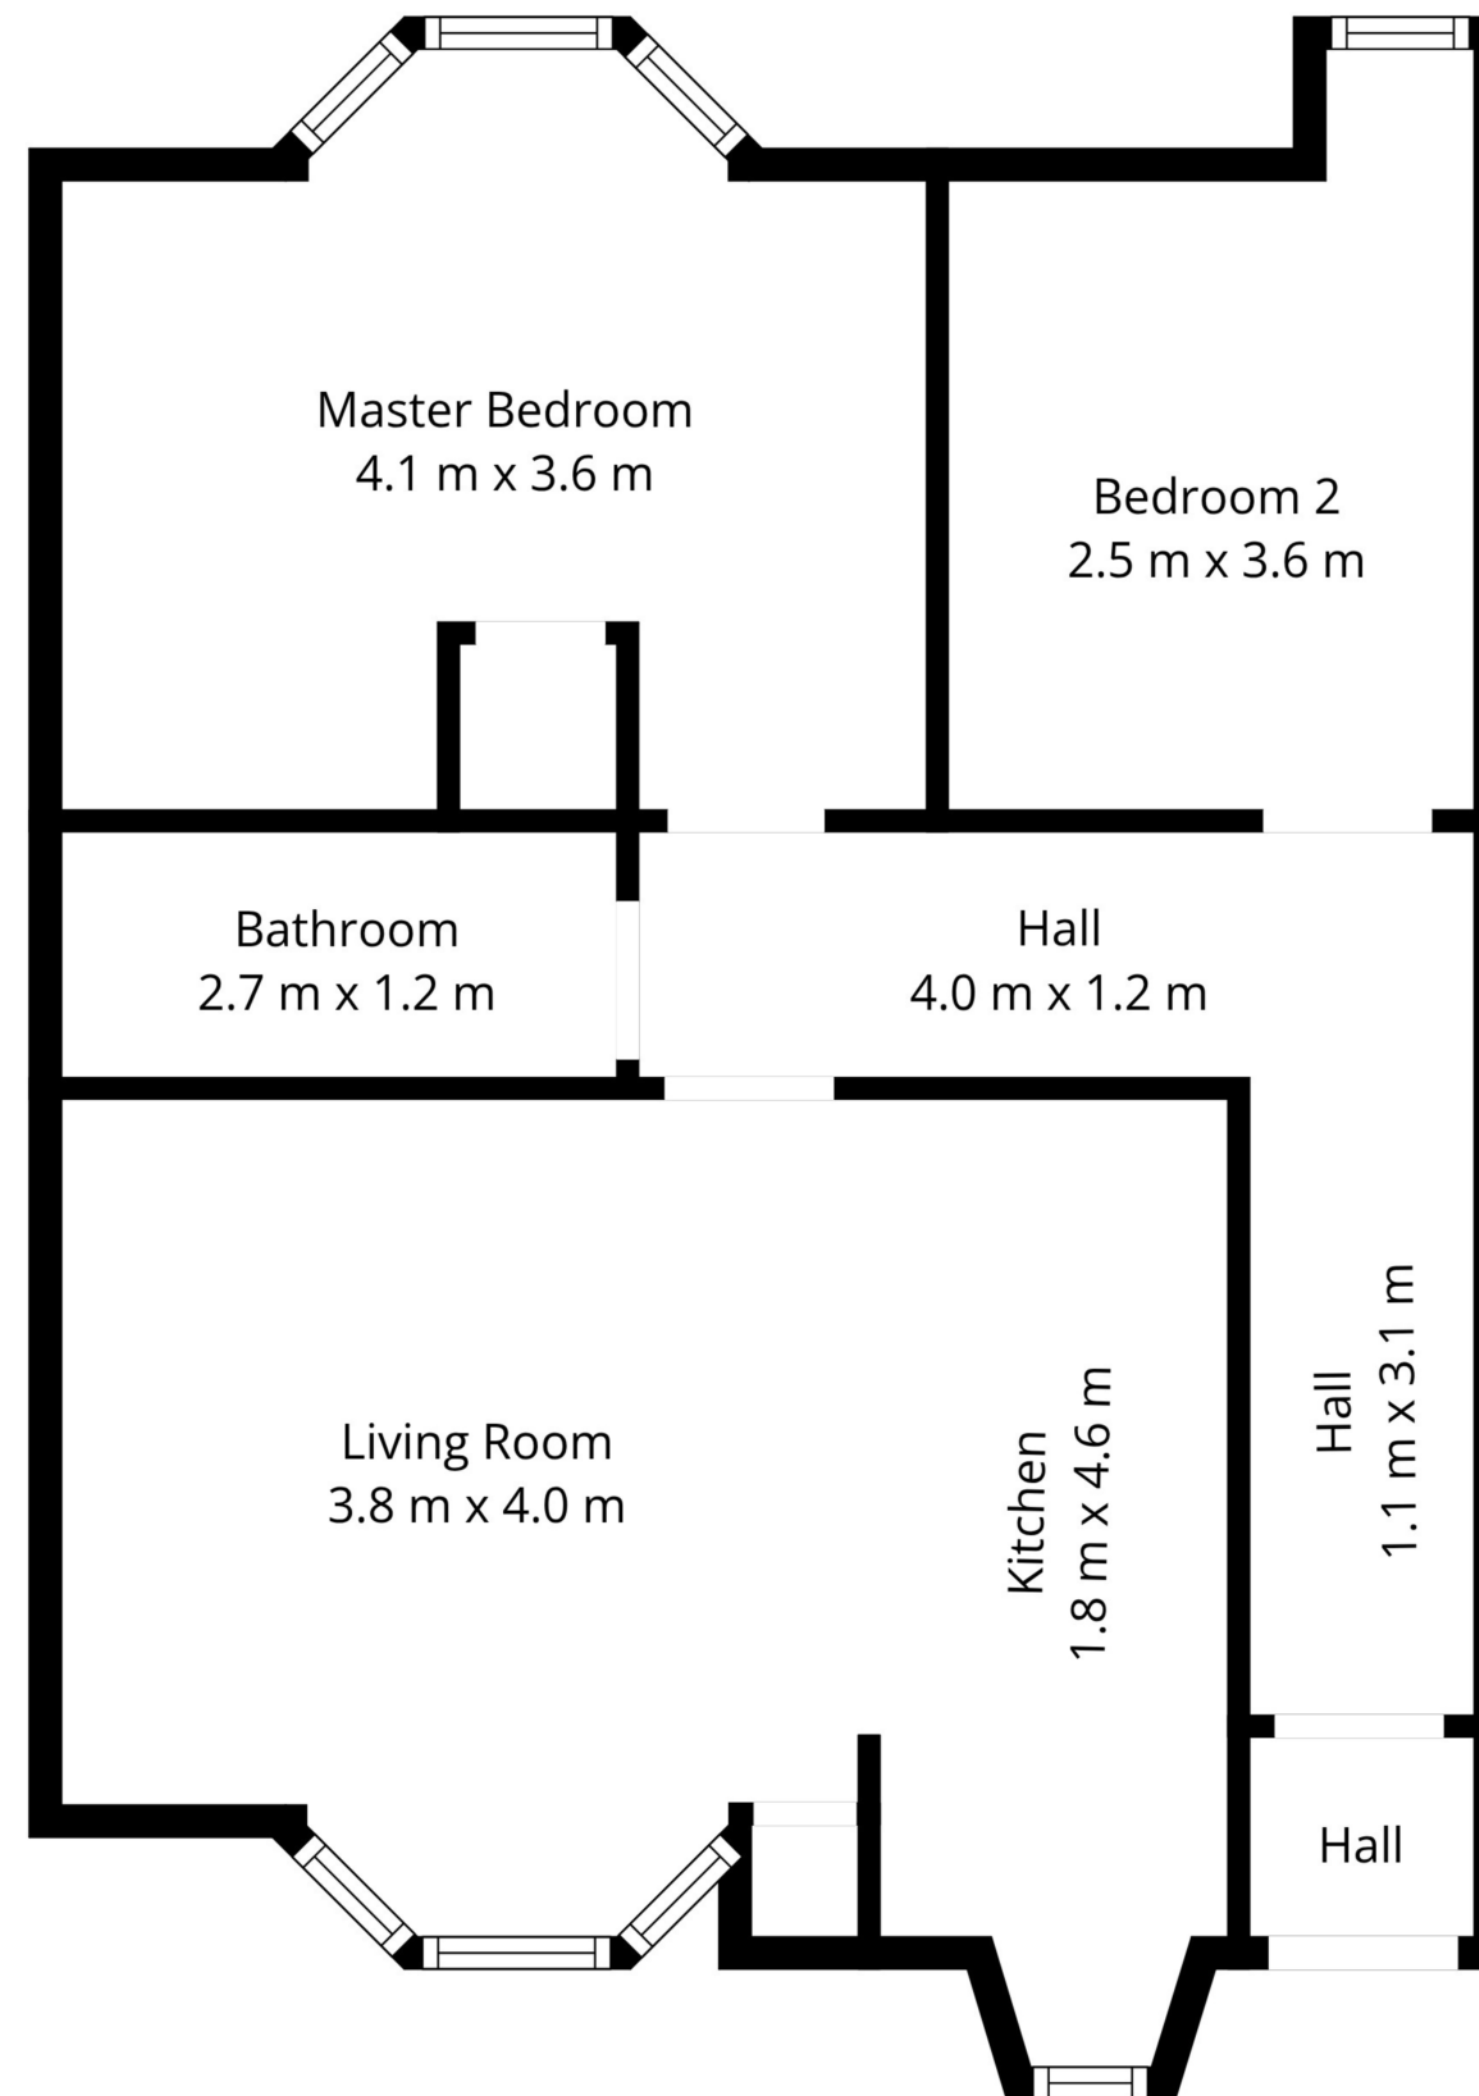 Master Bedroom
4.1 m x 3.6 m
Bedroom 2
2.5 m x 3.6 m
Bathroom
2.7 m x 1.2 m
Hall
4.0 m x 1.2 m
Living Room
3.8 m x 4.0 m
Kitchen
1.8 m x 4.6 m
Hall
1.1 m x 3.1 m
Hall